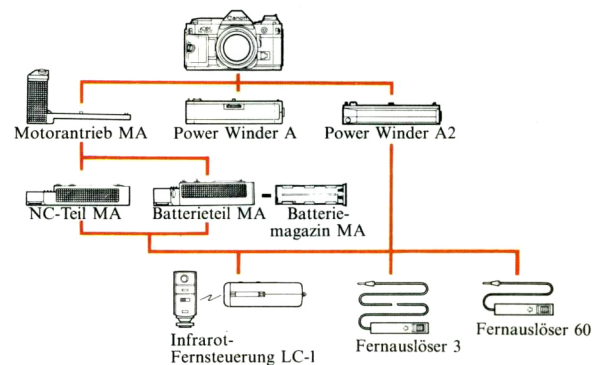 Canon
Motorantrieb MA
Power Winder A
Power Winder A2
NC-Teil MA
Batterieteil MA
Batterie-
magazin MA
Infrarot-
Fernsteuerung LC-1
Fernauslöser 3
Fernauslöser 60